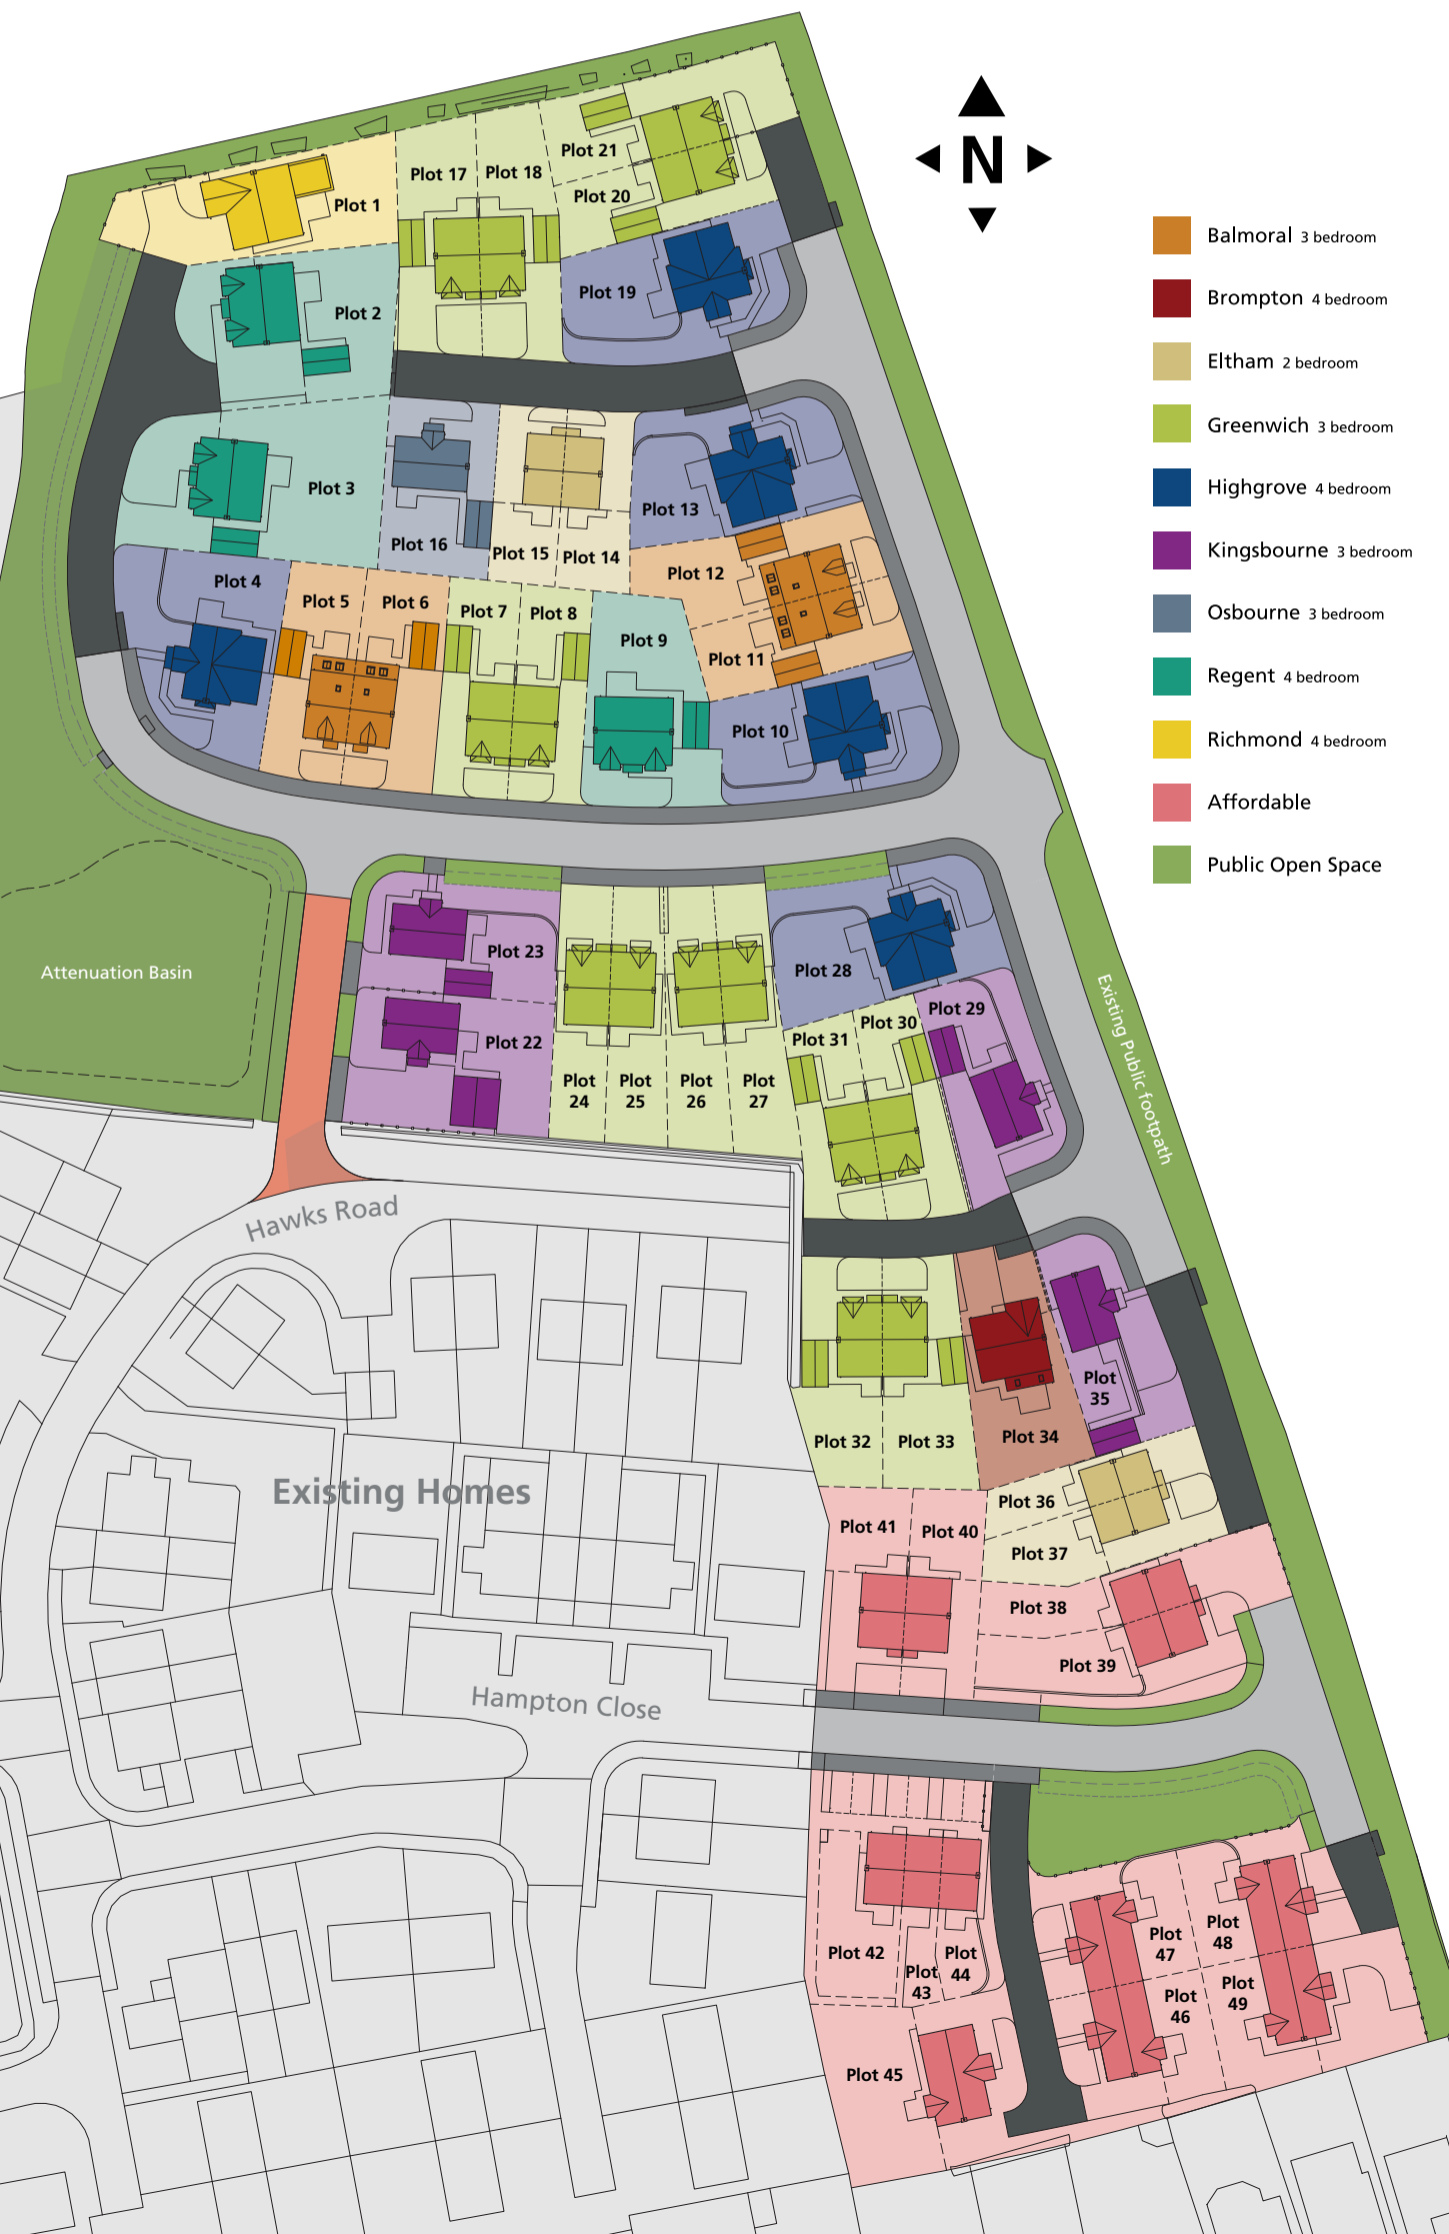 N
Plot 21
Plot 17
Plot 18
Plot 20
Plot 1
Plot 19
Plot 2
Plot 3
Plot 13
Plot 16
Plot 15
Plot 14
Plot 12
Plot 4
Plot 5
Plot 6
Plot 7
Plot 8
Plot 9
Plot 11
Plot 10
Balmoral 3 bedroom
Brompton 4 bedroom
Eltham 2 bedroom
Greenwich 3 bedroom
Highgrove 4 bedroom
Kingsbourne 3 bedroom
Osbourne 3 bedroom
Regent 4 bedroom
Richmond 4 bedroom
Affordable
Public Open Space
Attenuation Basin
Plot 23
Plot 22
Plot
24
Plot
25
Plot
26
Plot
27
Plot 28
Plot 29
Plot 30
Plot 31
Existing Public footpath
Hawks Road
Plot
35
Plot 32
Plot 33
Plot 34
Existing Homes
Plot 36
Plot 41
Plot 40
Plot 37
Plot 38
Plot 39
Hampton Close
Plot 42
Plot
43
Plot
44
Plot
47
Plot
48
Plot
46
Plot
49
Plot 45